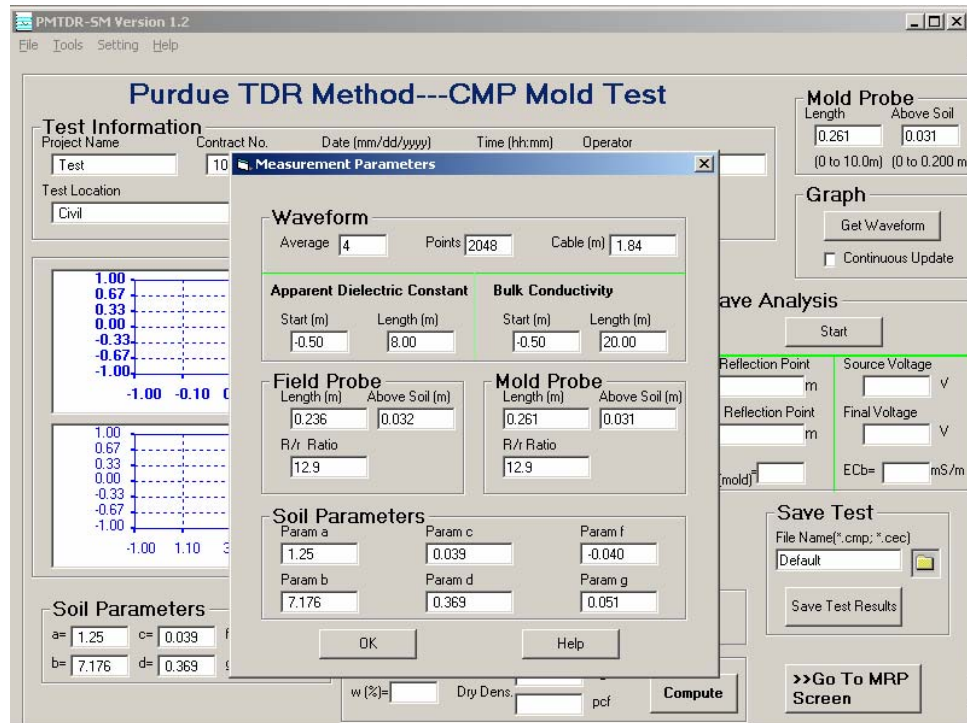 PMTDR-SM Version 1.2
File Tools Setting Help
Purdue TDR Method---CMP Mold Test
Test Information
Project Name Contract No. Date (mm/dd/yyyy) Time (hh:mm) Operator
Test 10
Test Location
Civil
Mold Probe
Length Above Soil
0.261 0.031
(0 to 10.0m) (0 to 0.200 m
Graph
Get Waveform
Continuous Update
Measurement Parameters
Waveform
Average 4 Points 2048 Cable (m) 1.84
Apparent Dielectric Constant Bulk Conductivity
Start (m) Length (m) Start (m) Length (m)
-0.50 8.00 -0.50 20.00
Field Probe Mold Probe
Length (m) Above Soil (m) Length (m) Above Soil (m)
0.236 0.032 0.261 0.031
R/r Ratio R/r Ratio
12.9 12.9
Soil Parameters
Param a Param c Param f
1.25 0.039 -0.040
Param b Param d Param g
7.176 0.369 0.051
OK Help
1.00
0.67
0.33
0.00
-0.33
-0.67
-1.00
-1.00 -0.10
1.00
0.67
0.33
0.00
-0.33
-0.67
-1.00
-1.00 1.10
ave Analysis
Start
Reflection Point Source Voltage
m V
Reflection Point Final Voltage
m V
(mold)= ECb= mS/m
Save Test
File Name(*.cmp; *.cec)
Default
Save Test Results
Soil Parameters
a= 1.25 c= 0.039
b= 7.176 d= 0.369
w (%)= Dry Dens. pcf Compute
>>Go To MRP
Screen